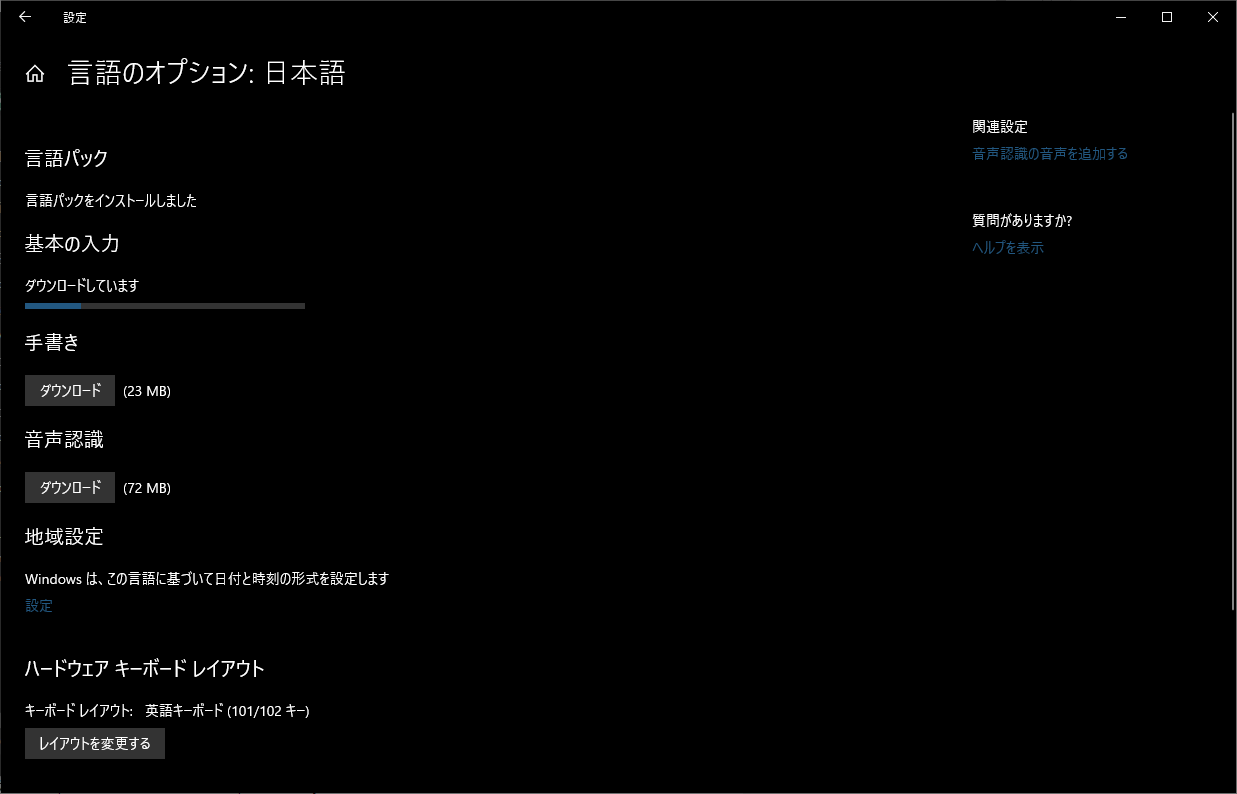 設定
言語のオプション: 日本語
言語パック
言語パックをインストールしました
基本の入力
ダウンロードしています
手書き
ダウンロード (23 MB)
音声認識
ダウンロード (72 MB)
地域設定
Windows は、この言語に基づいて日付と時刻の形式を設定します
設定
ハードウェア キーボード レイアウト
キーボード レイアウト: 英語キーボード (101/102 キー)
レイアウトを変更する
関連設定
音声認識の音声を追加する
質問がありますか?
ヘルプを表示